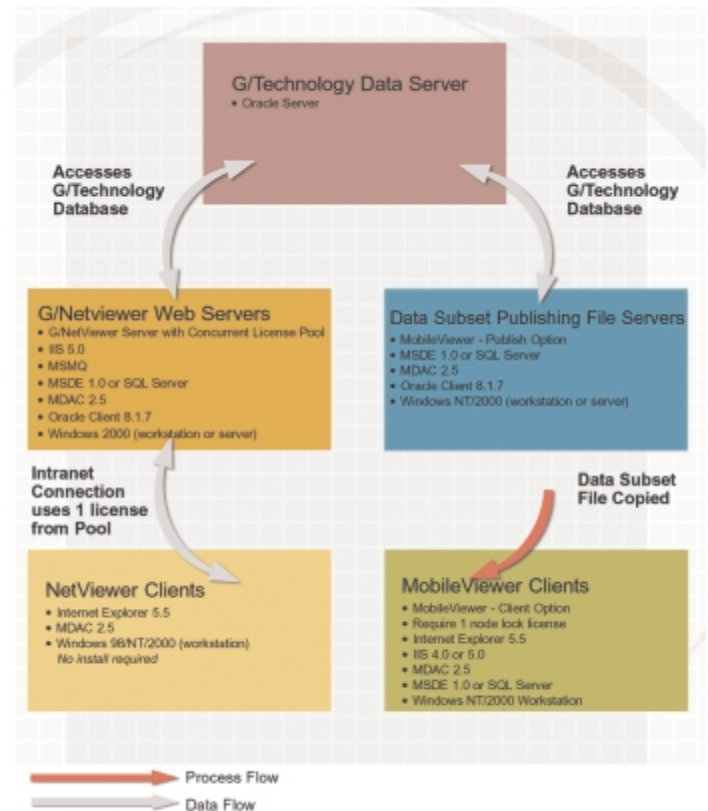 G/Technology Data Server
• Oracle Server
Accesses
G/Technology
Database
Accesses
G/Technology
Database
G/Netviewer Web Servers
• G/NetViewer Server with Concurrent License Pool
• IIS 5.0
• MSMQ
• MSDE 1.0 or SQL Server
• MDAC 2.5
• Oracle Client 8.1.7
• Windows 2000 (workstation or server)
Data Subset Publishing File Servers
• MobileViewer - Publish Option
• MSDE 1.0 or SQL Server
• MDAC 2.5
• Oracle Client 8.1.7
• Windows NT/2000 (workstation or server)
Intranet
Connection
uses 1 license
from Pool
Data Subset
File Copied
NetViewer Clients
• Internet Explorer 5.5
• MDAC 2.5
• Windows 98/NT/2000 (workstation)
No install required
MobileViewer Clients
• MobileViewer - Client Option
• Require 1 node lock license
• Internet Explorer 5.5
• IIS 4.0 or 5.0
• MDAC 2.5
• MSDE 1.0 or SQL Server
• Windows NT/2000 Workstation
Process Flow
Data Flow